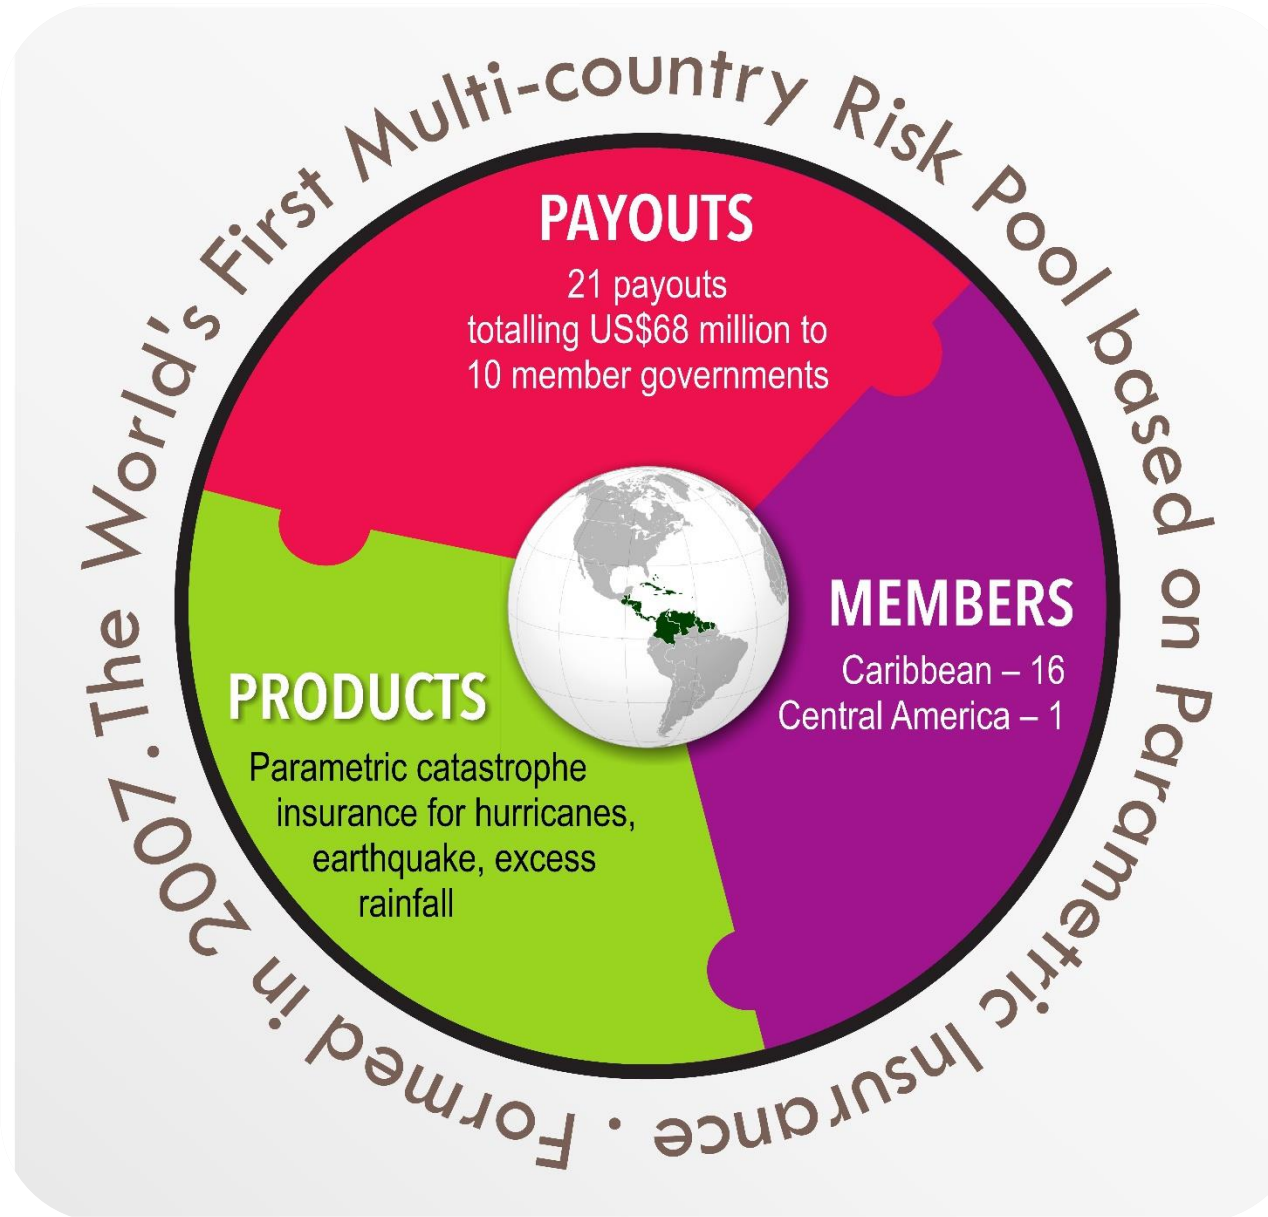 The World's First Multi-country Risk Pool based on Parametric Insurance . Formed in 2007 .
PAYOUTS
21 payouts
totalling US$68 million to
10 member governments
MEMBERS
Caribbean – 16
Central America – 1
PRODUCTS
Parametric catastrophe
insurance for hurricanes,
earthquake, excess
rainfall